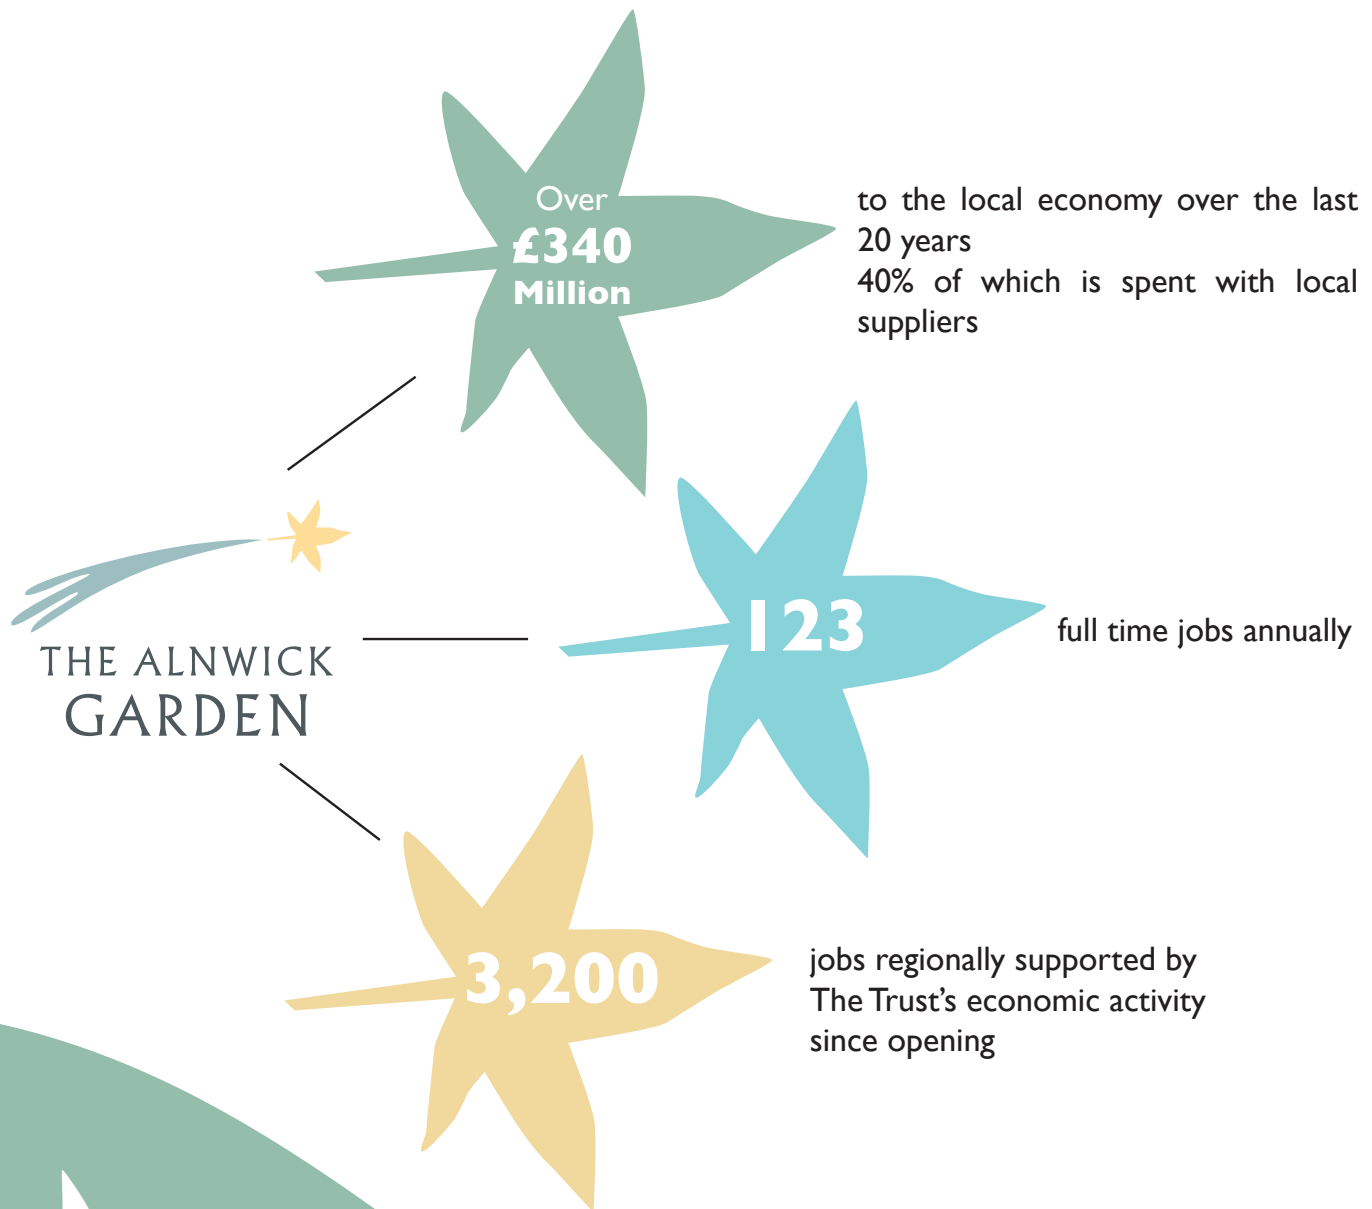 Over
£340
Million
to the local economy over the last
20 years
40% of which is spent with local
suppliers
THE ALNWICK
GARDEN
123
full time jobs annually
3,200
jobs regionally supported by
The Trust's economic activity
since opening